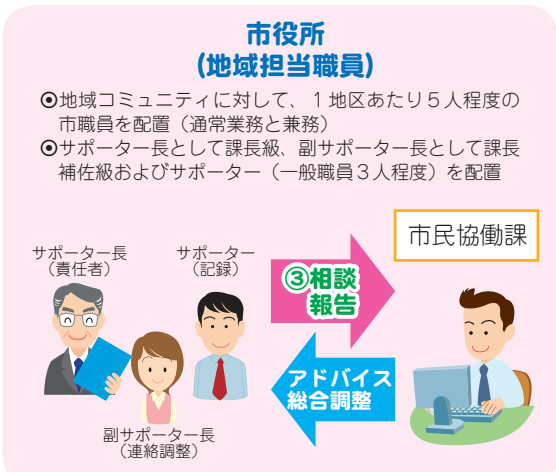 市役所
(地域担当職員)
⦿地域コミュニティに対して、１地区あたり５人程度の
市職員を配置（通常業務と兼務）
⦿サポーター長として課長級、副サポーター長として課長
補佐級およびサポーター（一般職員３人程度）を配置
市民協働課
サポーター長
（責任者）
サポーター
（記録）
③相談
報告
アドバイス
総合調整
副サポーター長
（連絡調整）